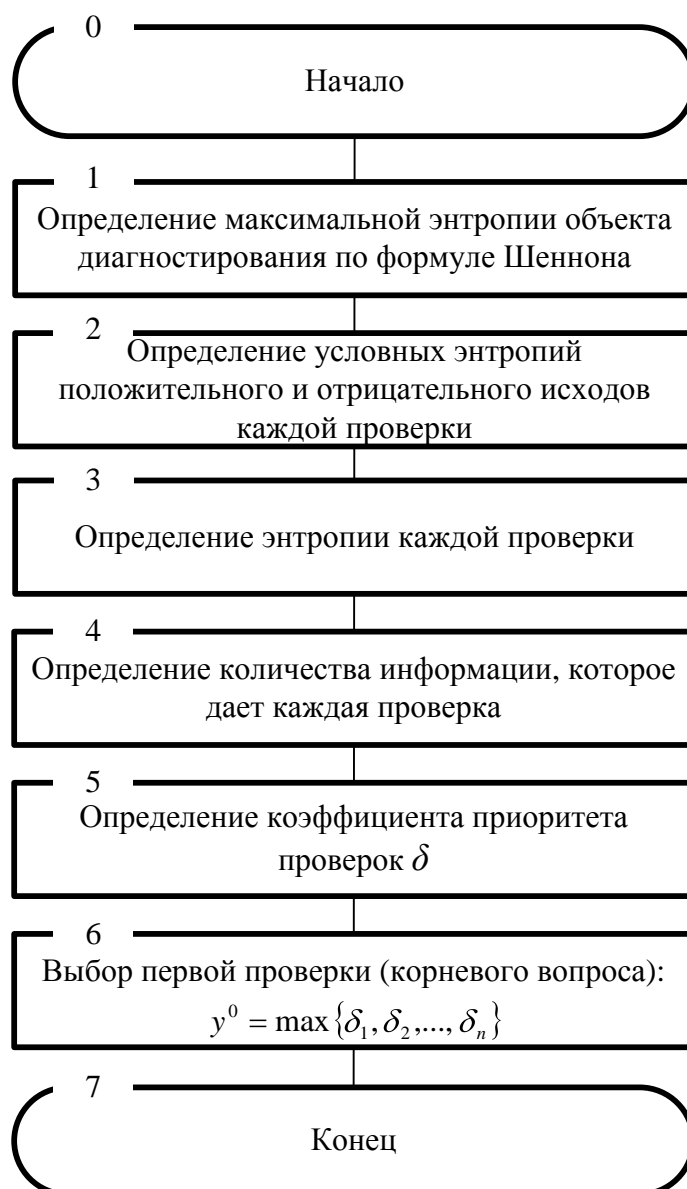 0
Начало
1
Определение максимальной энтропии объекта
диагностирования по формуле Шеннона
2
Определение условных энтропий
положительного и отрицательного исходов
каждой проверки
3
Определение энтропии каждой проверки
4
Определение количества информации, которое
дает каждая проверка
5
Определение коэффициента приоритета
проверок δ
6
Выбор первой проверки (корневого вопроса):
y⁰ = max{δ₁, δ₂,..., δₙ}
7
Конец